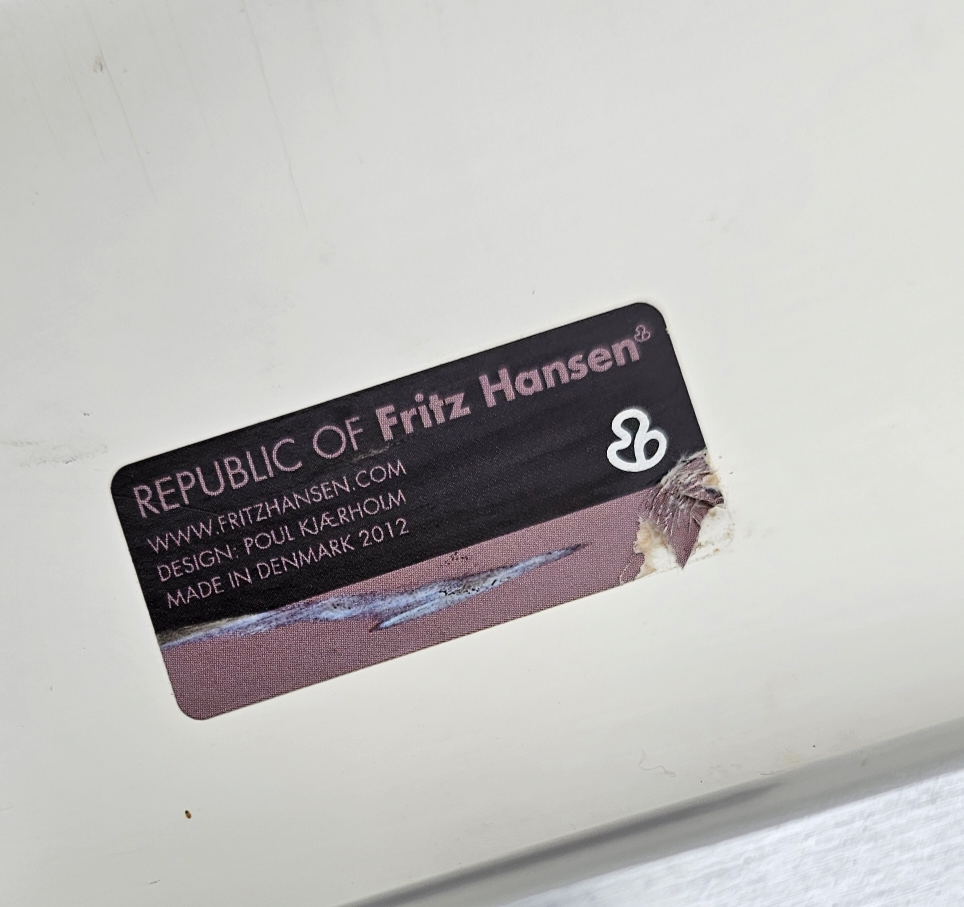 REPUBLIC OF Fritz Hansen
WWW.FRITZHANSEN.COM
DESIGN: POUL KJÆRHOLM
MADE IN DENMARK 2012